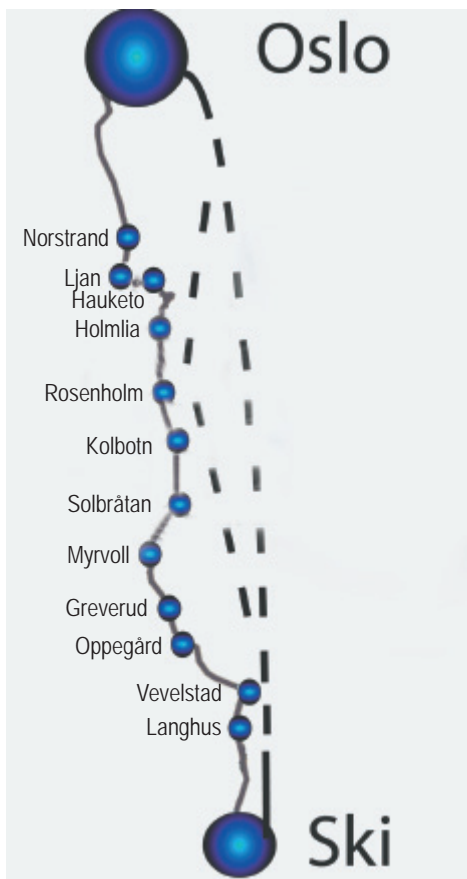 Oslo
Norstrand
Ljan
Hauketo
Holmlia
Rosenholm
Kolbotn
Solbråtan
Myrvoll
Greverud
Oppegård
Vevelstad
Langhus
Ski